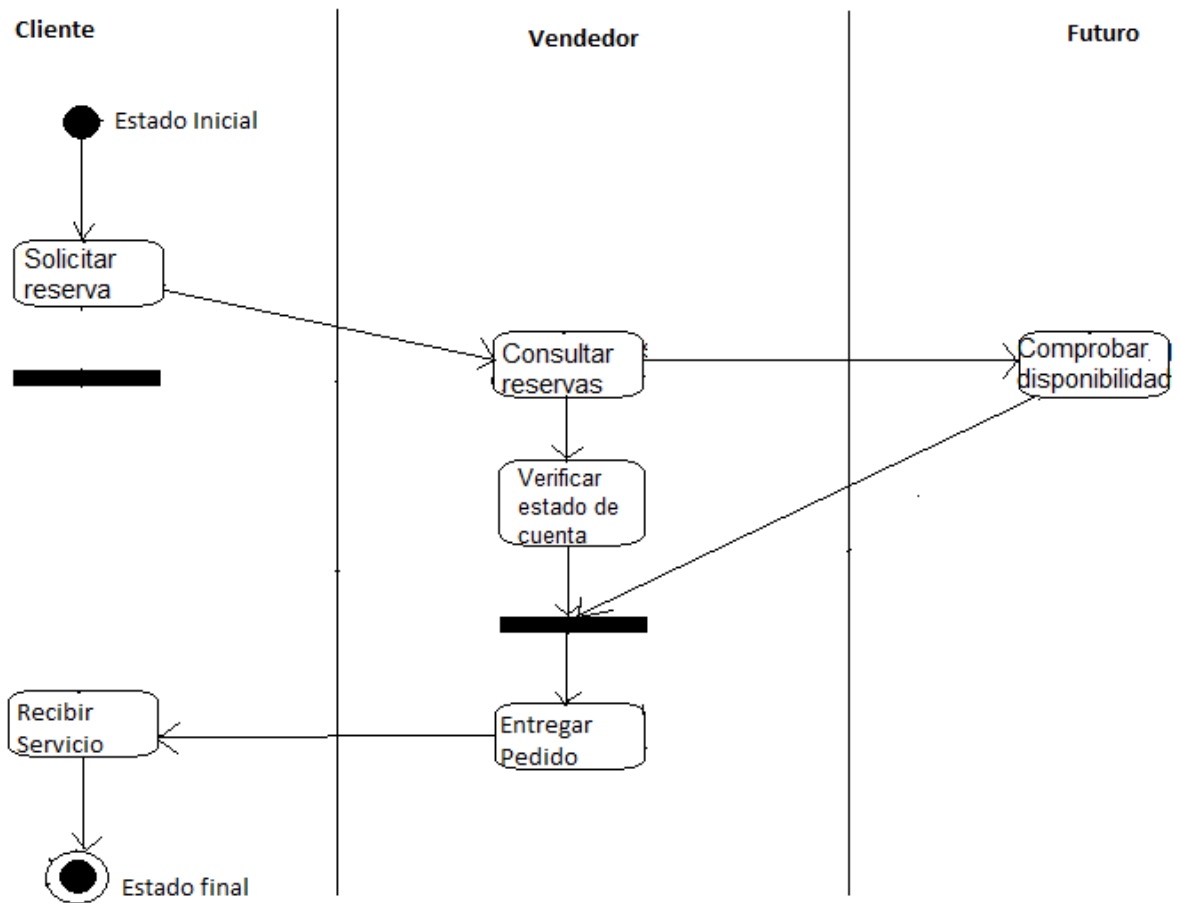 Cliente
Vendedor
Futuro
Estado Inicial
Solicitar
reserva
Consultar
reservas
Comprobar
disponibilidad
Verificar
estado de
cuenta
Recibir
Servicio
Entregar
Pedido
Estado final